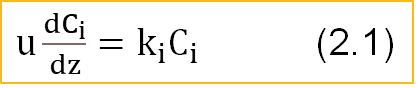 u dCᵢ/dz = kᵢCᵢ (2.1)